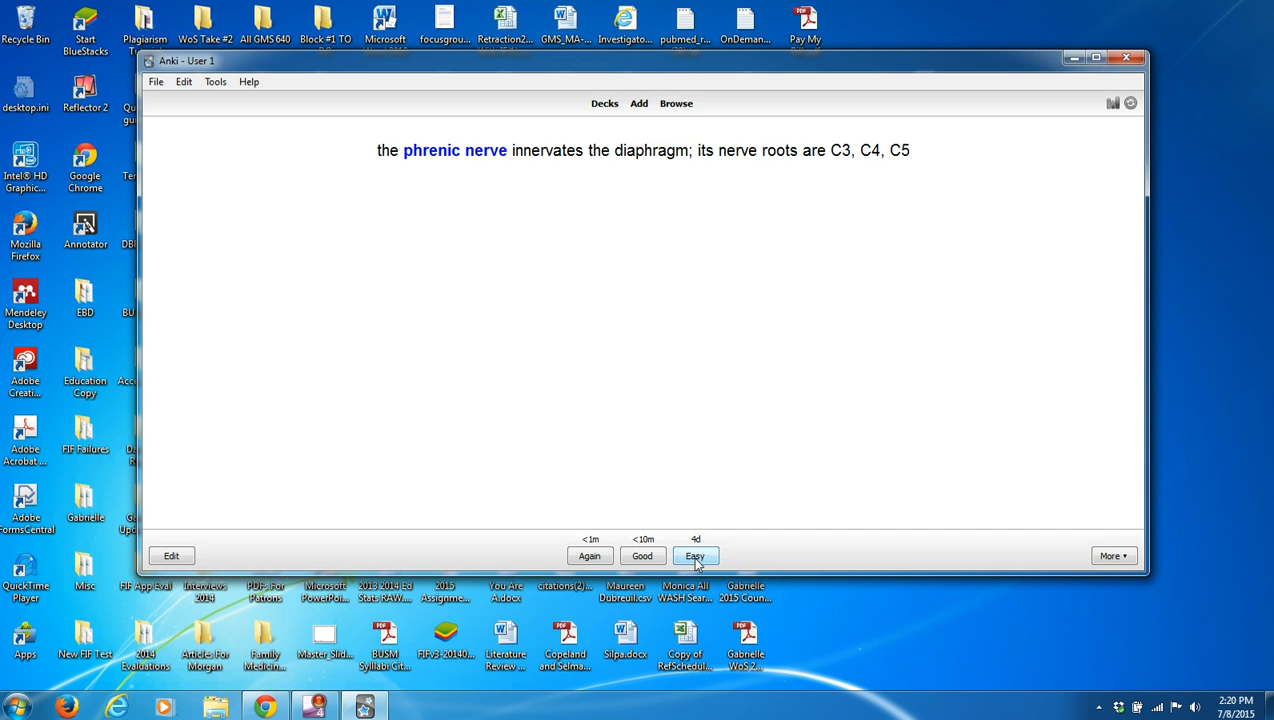 Recycle Bin
Start
BlueStacks
Plagiarism
WoS Take #2
All GMS 640
Block #1 TO
Microsoft
focusgrou...
Retraction2...
GMS_MA-...
Investigato...
pubmed_r...
OnDeman...
Pay My
Anki - User 1
File Edit Tools Help
Decks Add Browse
the phrenic nerve innervates the diaphragm; its nerve roots are C3, C4, C5
desktop.ini
Reflector 2
Intel® HD
Graphic...
Google
Chrome
Mozilla
Firefox
Annotator
Mendeley
Desktop
EBD
Adobe
Creati...
Education
Copy
Adobe
Acrobat ...
FIF Failures
Adobe
FormsCentral
Gabrielle
<1m <10m 4d
Edit Again Good Easy More
QuickTime
Player
Misc
FIF App Eval
Interviews
2014
PDFs For
Patrons
Microsoft
PowerPoi...
2013 2014 Ed
Stats RAW...
2015
Assignme...
You Are
A.docx
citations(2)...
Maureen
Dubreuil.csv
Monica All
WASH Sear...
Gabrielle
2015 Coun...
Apps
New FIF Test
2014
Evaluations
Articles For
Morgan
Family
Medicin...
Master_Slid...
BUSM
Sylllabi Cit...
FIFv3-20140...
Literature
Review ...
Copeland
and Selma...
Silpa.docx
Copy of
RefSchedul...
Gabrielle
WoS 2...
4
2:20 PM
7/8/2015